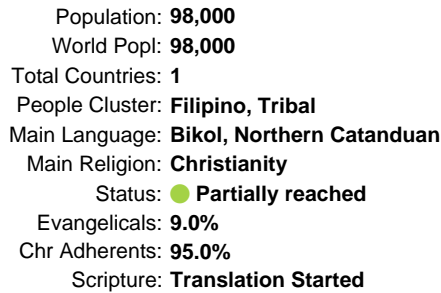 Population: 98,000
World Popl: 98,000
Total Countries: 1
People Cluster: Filipino, Tribal
Main Language: Bikol, Northern Catanduan
Main Religion: Christianity
Status: Partially reached
Evangelicals: 9.0%
Chr Adherents: 95.0%
Scripture: Translation Started